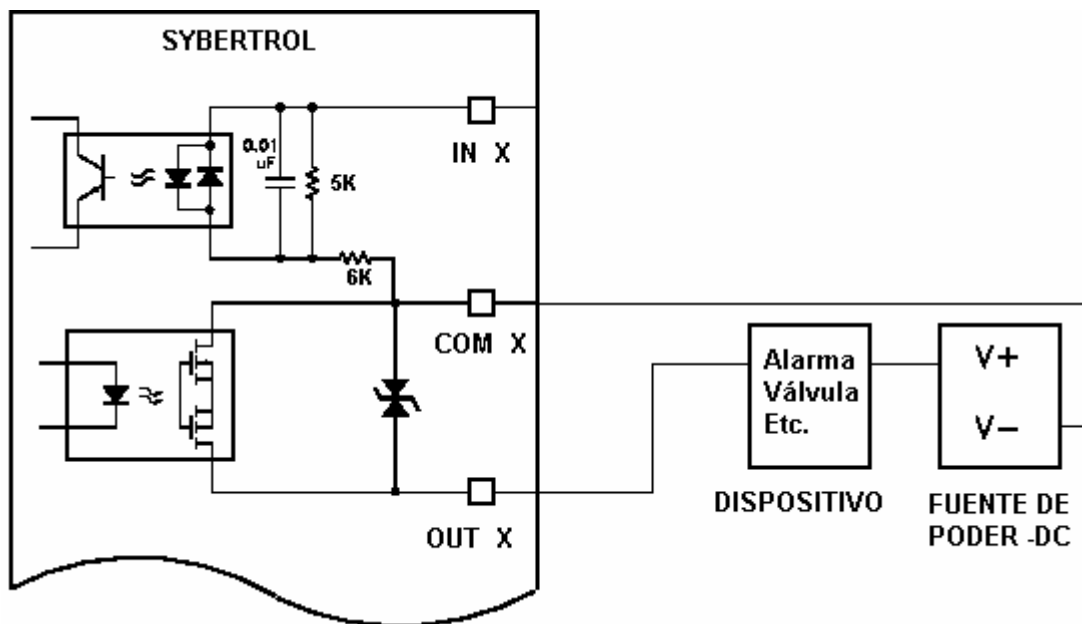 SYBERTROL
0.01
uF
5K
IN X
6K
COM X
Alarma
Válvula
Etc.
V+
V−
DISPOSITIVO
FUENTE DE
PODER -DC
OUT X